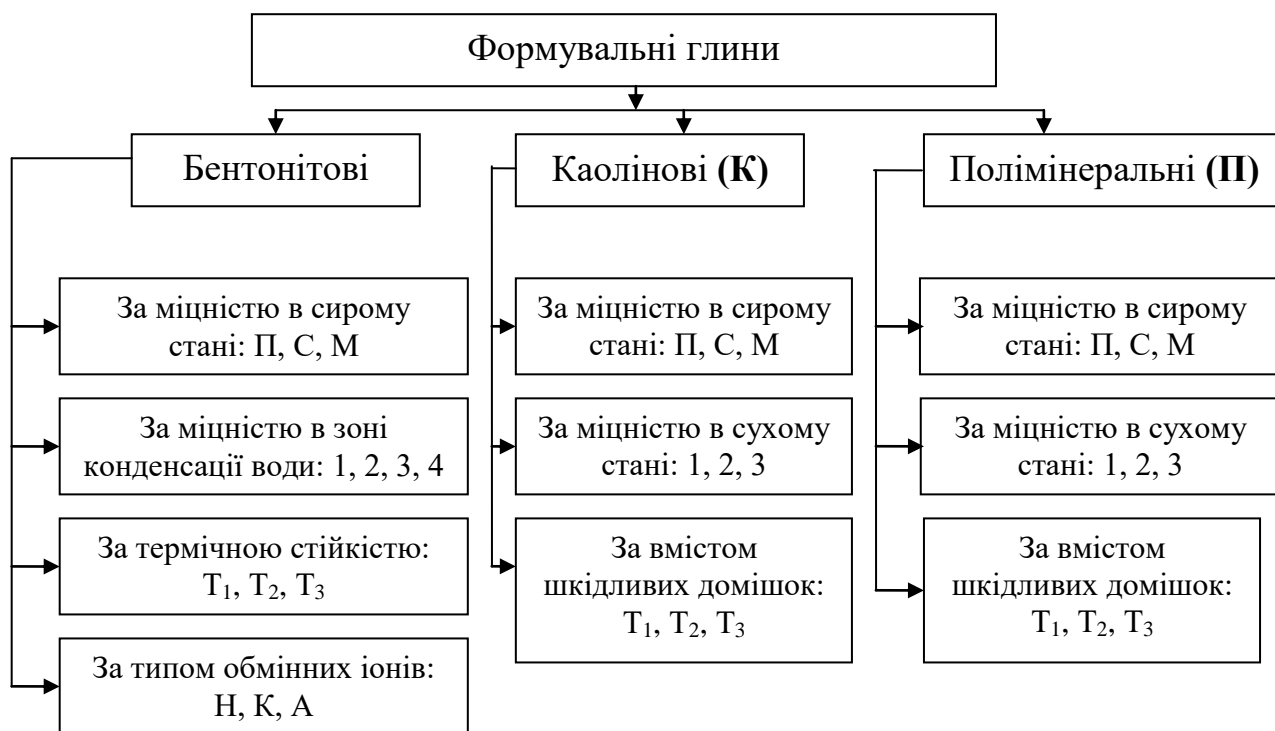 Формувальні глини
Бентонітові
Каолінові (К)
Полімінеральні (П)
За міцністю в сирому
стані: П, С, М
За міцністю в зоні
конденсації води: 1, 2, 3, 4
За термічною стійкістю:
Т₁, Т₂, Т₃
За типом обмінних іонів:
Н, К, А
За міцністю в сирому
стані: П, С, М
За міцністю в сухому
стані: 1, 2, 3
За вмістом
шкідливих домішок:
Т₁, Т₂, Т₃
За міцністю в сирому
стані: П, С, М
За міцністю в сухому
стані: 1, 2, 3
За вмістом
шкідливих домішок:
Т₁, Т₂, Т₃